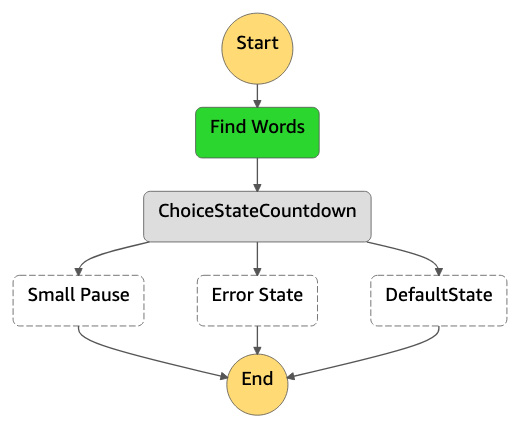 Start
Find Words
ChoiceStateCountdown
Small Pause
Error State
DefaultState
End